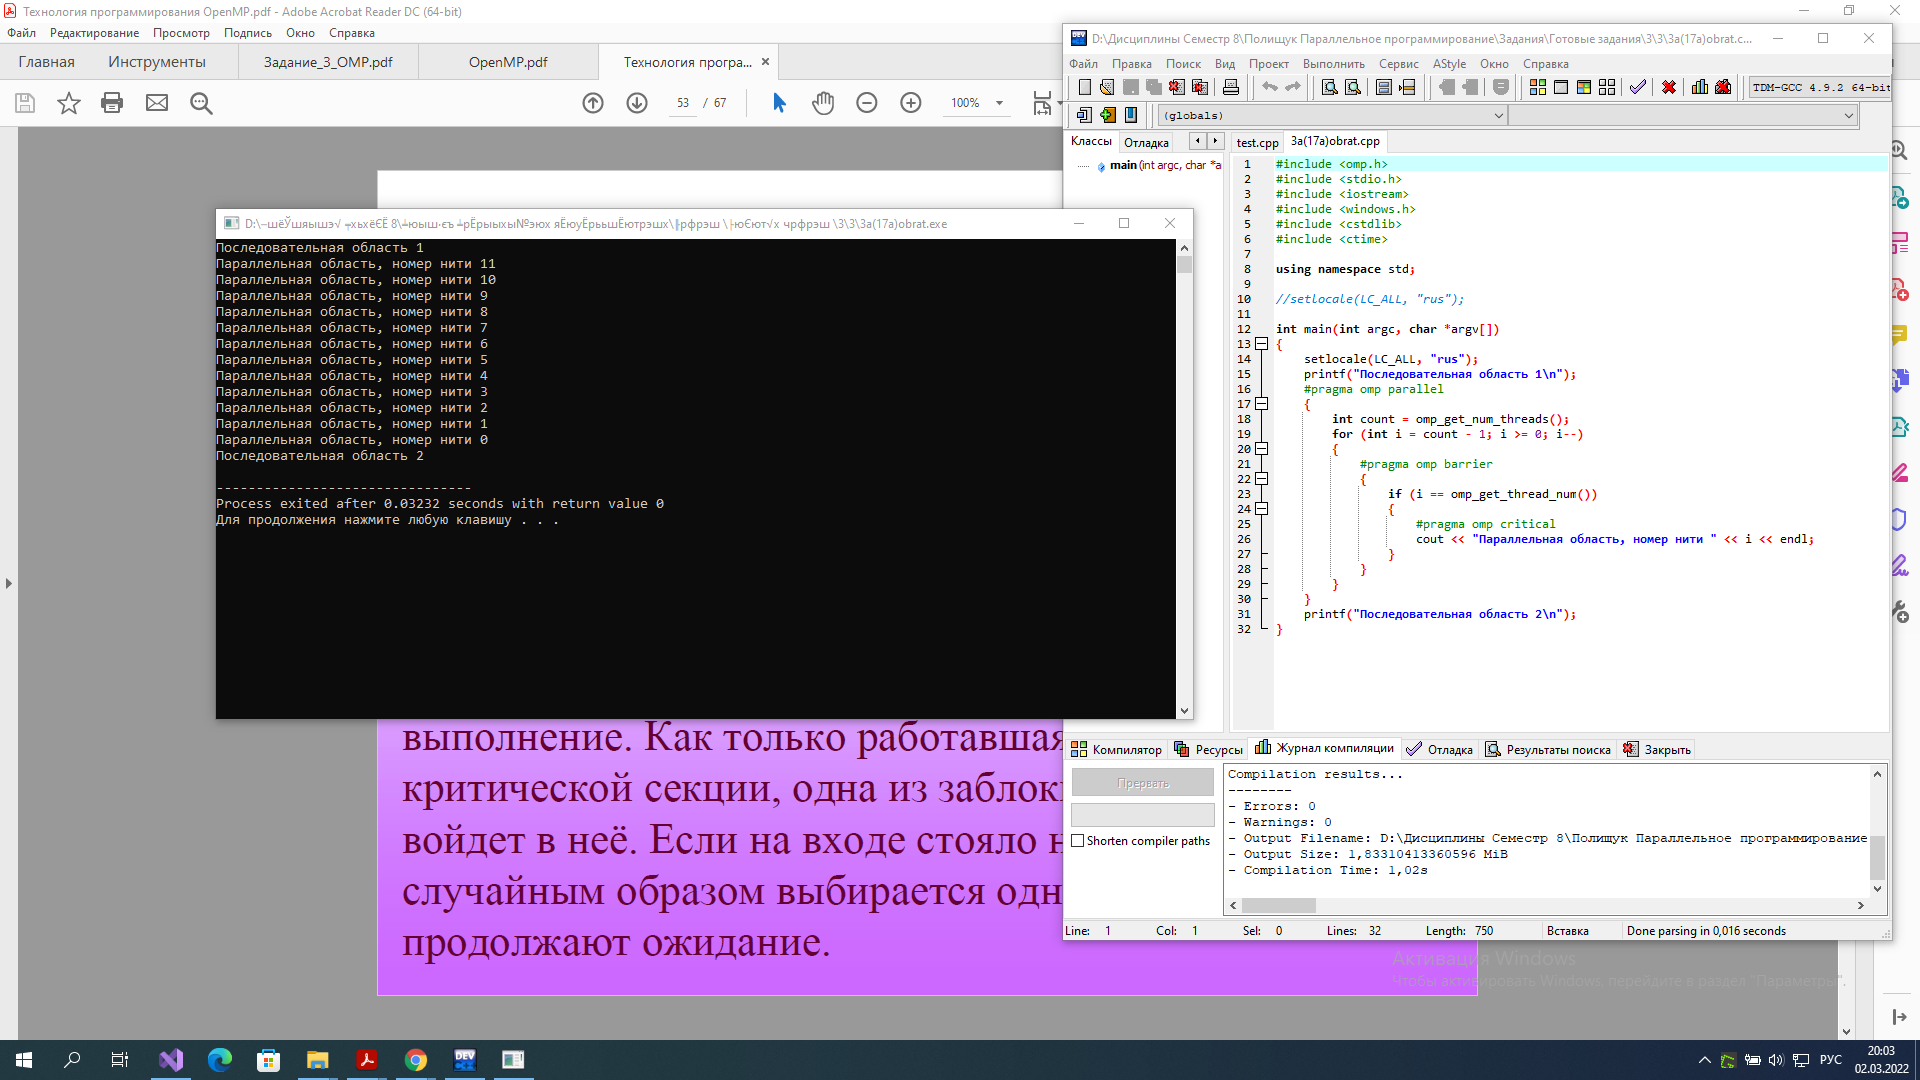 Технология программирования OpenMP.pdf - Adobe Acrobat Reader DC (64-bit)
Файл Редактирование Просмотр Подпись Окно Справка
Главная Инструменты Задание_3_OMP.pdf OpenMP.pdf Технология програ... ×
53 / 67 100%
выполнение. Как только работавшая
критической секции, одна из
войдет в неё. Если на входе стояло
случайным образом выбирается
продолжают ожидание.
3\3\3a(17a)obrat.exe
Последовательная область 1
Параллельная область, номер нити 11
Параллельная область, номер нити 10
Параллельная область, номер нити 9
Параллельная область, номер нити 8
Параллельная область, номер нити 7
Параллельная область, номер нити 6
Параллельная область, номер нити 5
Параллельная область, номер нити 4
Параллельная область, номер нити 3
Параллельная область, номер нити 2
Параллельная область, номер нити 1
Параллельная область, номер нити 0
Последовательная область 2
--------------------------------
Process exited after 0.03232 seconds with return value 0
Для продолжения нажмите любую клавишу . . .
D:\Дисциплины Семестр 8\Полищук Параллельное программирование\Задания\Готовые задания\3\3\3a(17a)obrat.c...
Файл Правка Поиск Вид Проект Выполнить Сервис AStyle Окно Справка
TDM-GCC 4.9.2 64-bit
(globals)
Классы Отладка
main (int argc, char *a
test.cpp 3a(17a)obrat.cpp
1 #include <omp.h>
2 #include <stdio.h>
3 #include <iostream>
4 #include <windows.h>
5 #include <cstdlib>
6 #include <ctime>
7
8 using namespace std;
9
10 //setlocale(LC_ALL, "rus");
11
12 int main(int argc, char *argv[])
13 {
14 setlocale(LC_ALL, "rus");
15 printf("Последовательная область 1\n");
16 #pragma omp parallel
17 {
18 int count = omp_get_num_threads();
19 for (int i = count - 1; i >= 0; i--)
20 {
21 #pragma omp barrier
22 {
23 if (i == omp_get_thread_num())
24 {
25 #pragma omp critical
26 cout << "Параллельная область, номер нити " << i << endl;
27 }
28 }
29 }
30 }
31 printf("Последовательная область 2\n");
32 }
Компилятор Ресурсы Журнал компиляции Отладка Результаты поиска Закрыть
Прервать
Shorten compiler paths
Compilation results...
--------
- Errors: 0
- Warnings: 0
- Output Filename: D:\Дисциплины Семестр 8\Полищук Параллельное программирование
- Output Size: 1,83310413360596 MiB
- Compilation Time: 1,02s
Line: 1 Col: 1 Sel: 0 Lines: 32 Length: 750 Вставка Done parsing in 0,016 seconds
Активация Windows
Чтобы активировать Windows, перейдите в раздел "Параметры".
РУС
20:03
02.03.2022